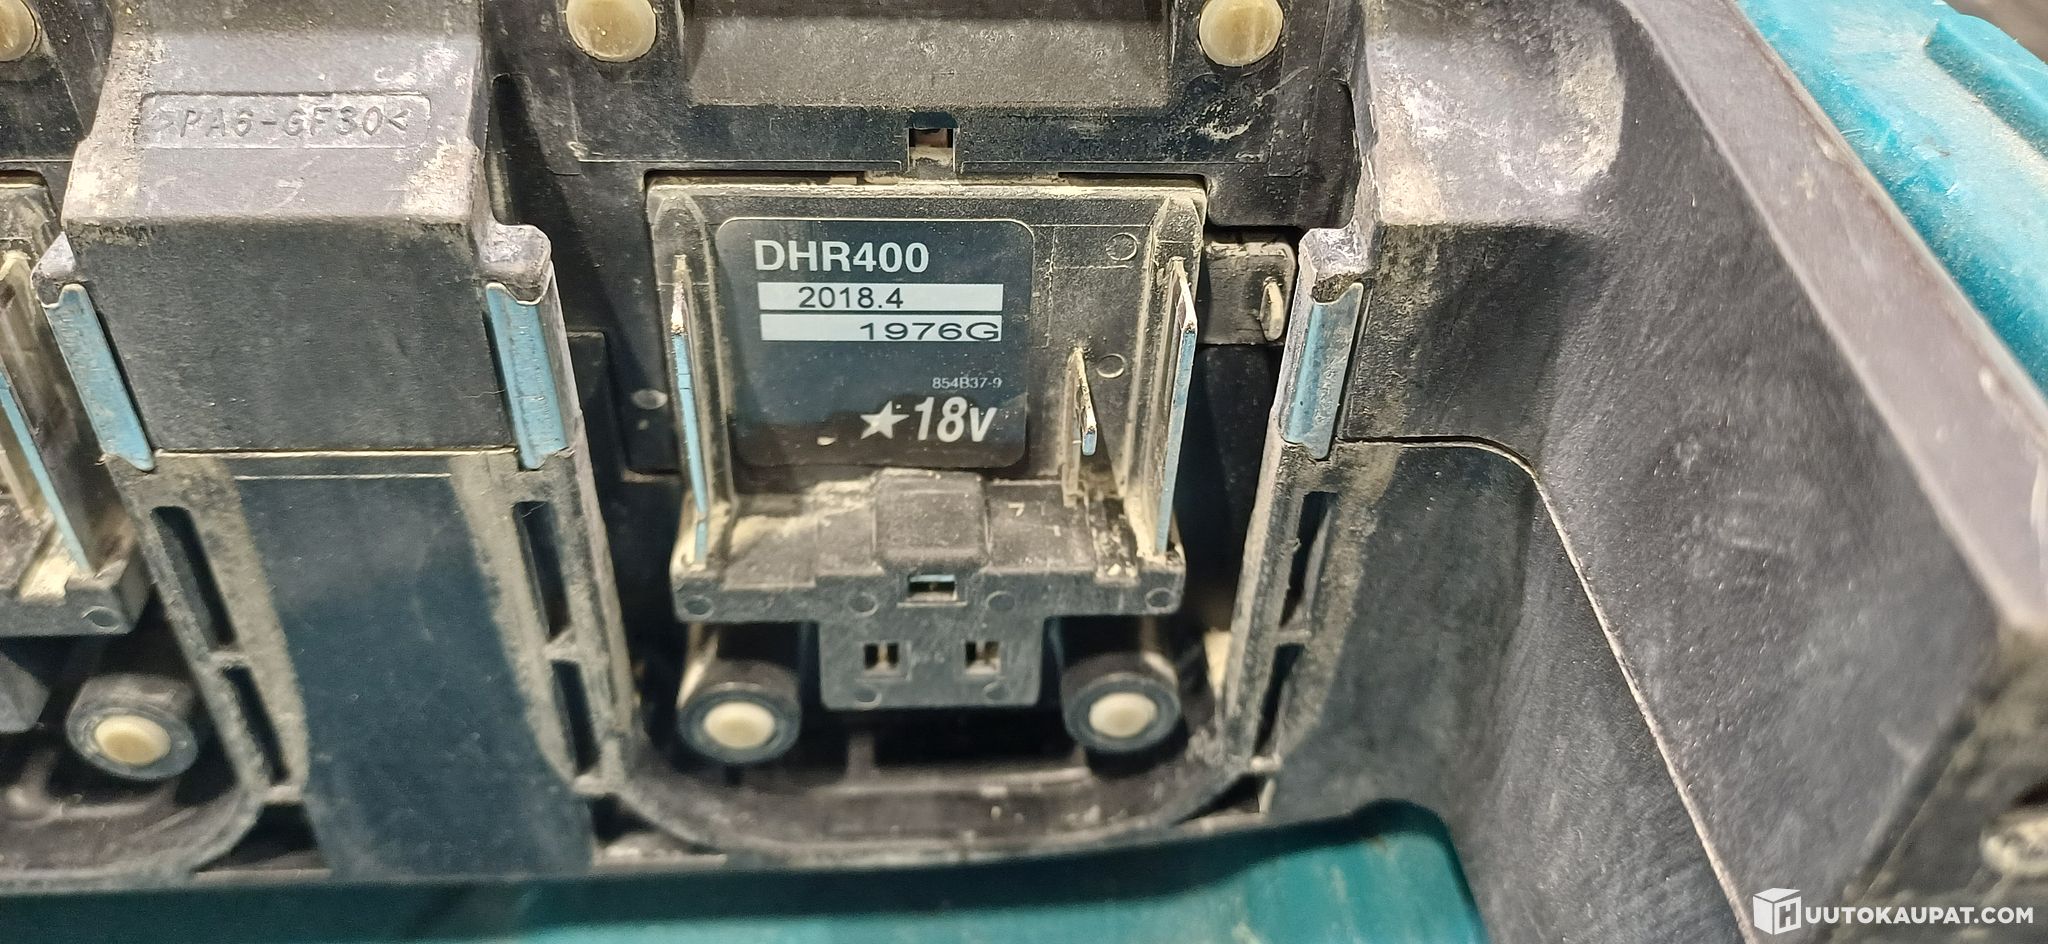 >PA6-GF30<
DHR400
2018.4
1976G
854B37-9
★18v
HUUTOKAUPAT.COM